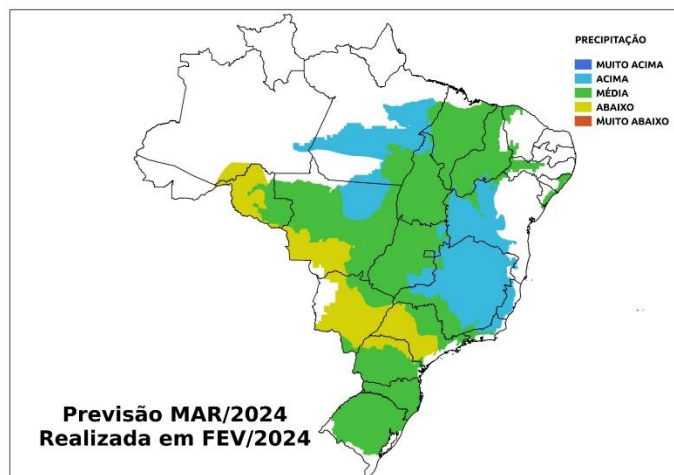 PRECIPITAÇÃO
MUITO ACIMA
ACIMA
MÉDIA
ABAIXO
MUITO ABAIXO
Previsão MAR/2024
Realizada em FEV/2024